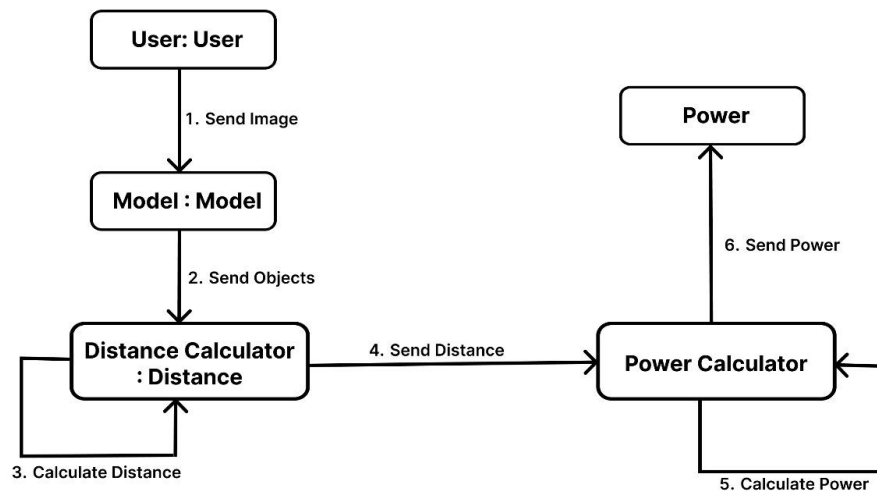 User: User
1. Send Image
Power
Model : Model
6. Send Power
2. Send Objects
Distance Calculator
: Distance
4. Send Distance
Power Calculator
3. Calculate Distance
5. Calculate Power